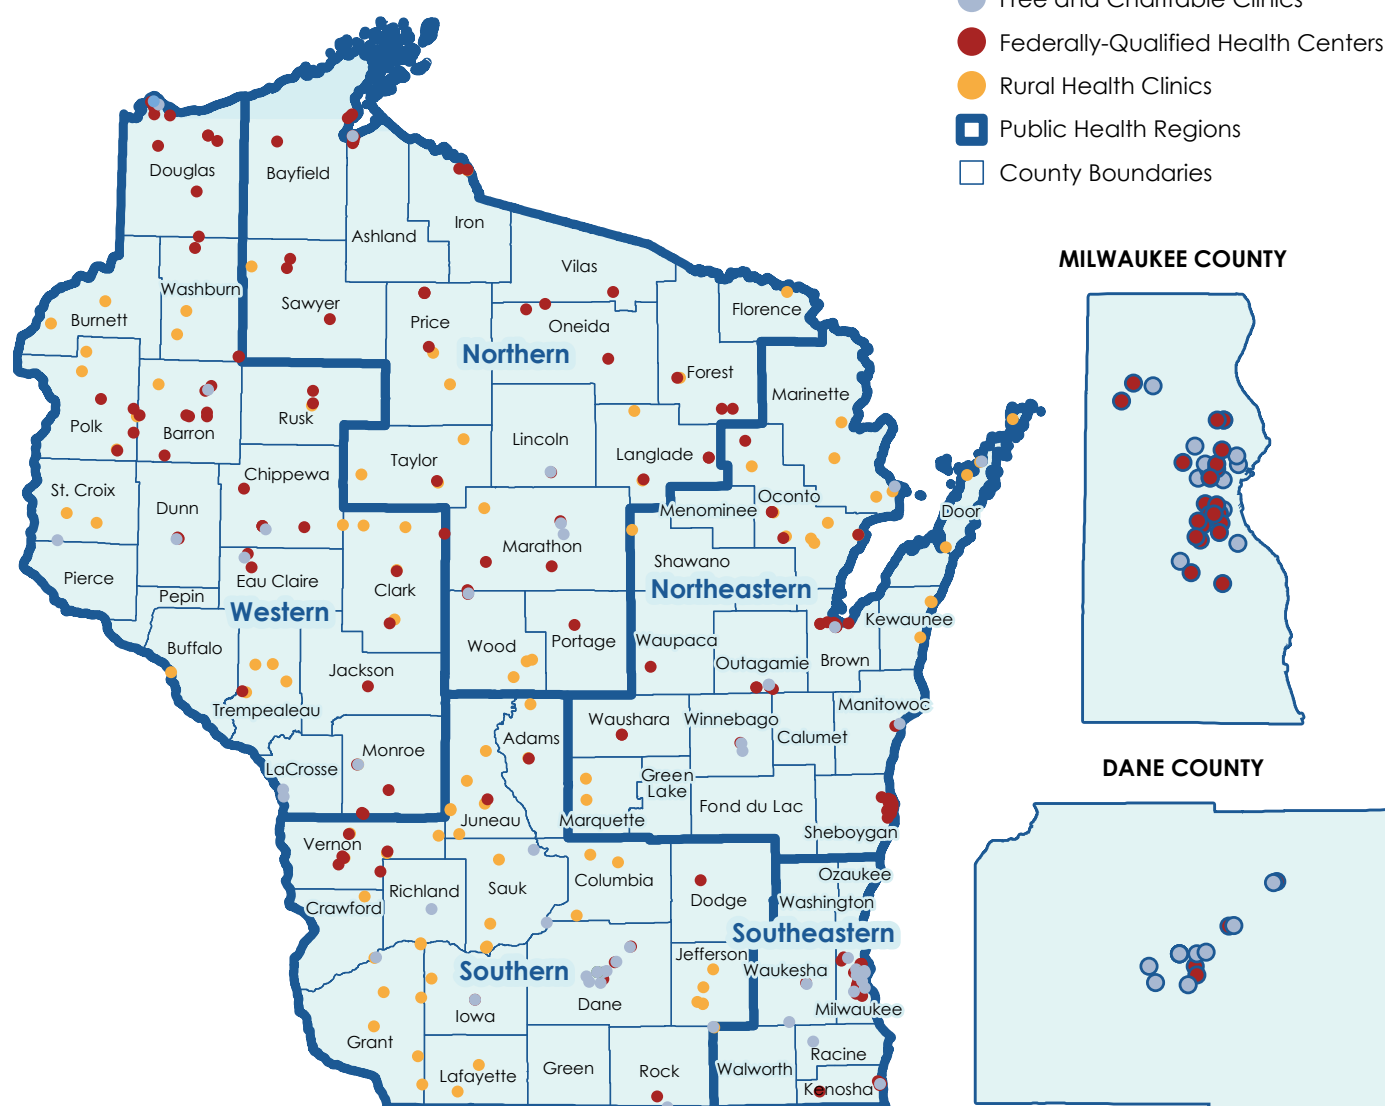 Free and Charitable Clinics
Federally-Qualified Health Centers
Rural Health Clinics
Public Health Regions
County Boundaries
Douglas
Bayfield
Ashland
Iron
Vilas
Washburn
Sawyer
Burnett
Price
Oneida
Florence
Northern
Forest
Marinette
Polk
Barron
Rusk
Lincoln
Langlade
Taylor
Chippewa
St. Croix
Dunn
Oconto
Menominee
Door
Marathon
Shawano
Pierce
Eau Claire
Clark
Pepin
Western
Northeastern
Buffalo
Wood
Portage
Waupaca
Kewaunee
Outagamie
Brown
Jackson
Trempealeau
Manitowoc
Waushara
Winnebago
Calumet
Adams
Monroe
LaCrosse
Green
Lake
Fond du Lac
Juneau
Marquette
Sheboygan
Vernon
Richland
Sauk
Columbia
Ozaukee
Dodge
Washington
Crawford
Southeastern
Southern
Jefferson
Waukesha
Dane
Iowa
Milwaukee
Grant
Racine
Lafayette
Green
Rock
Walworth
Kenosha
MILWAUKEE COUNTY
DANE COUNTY